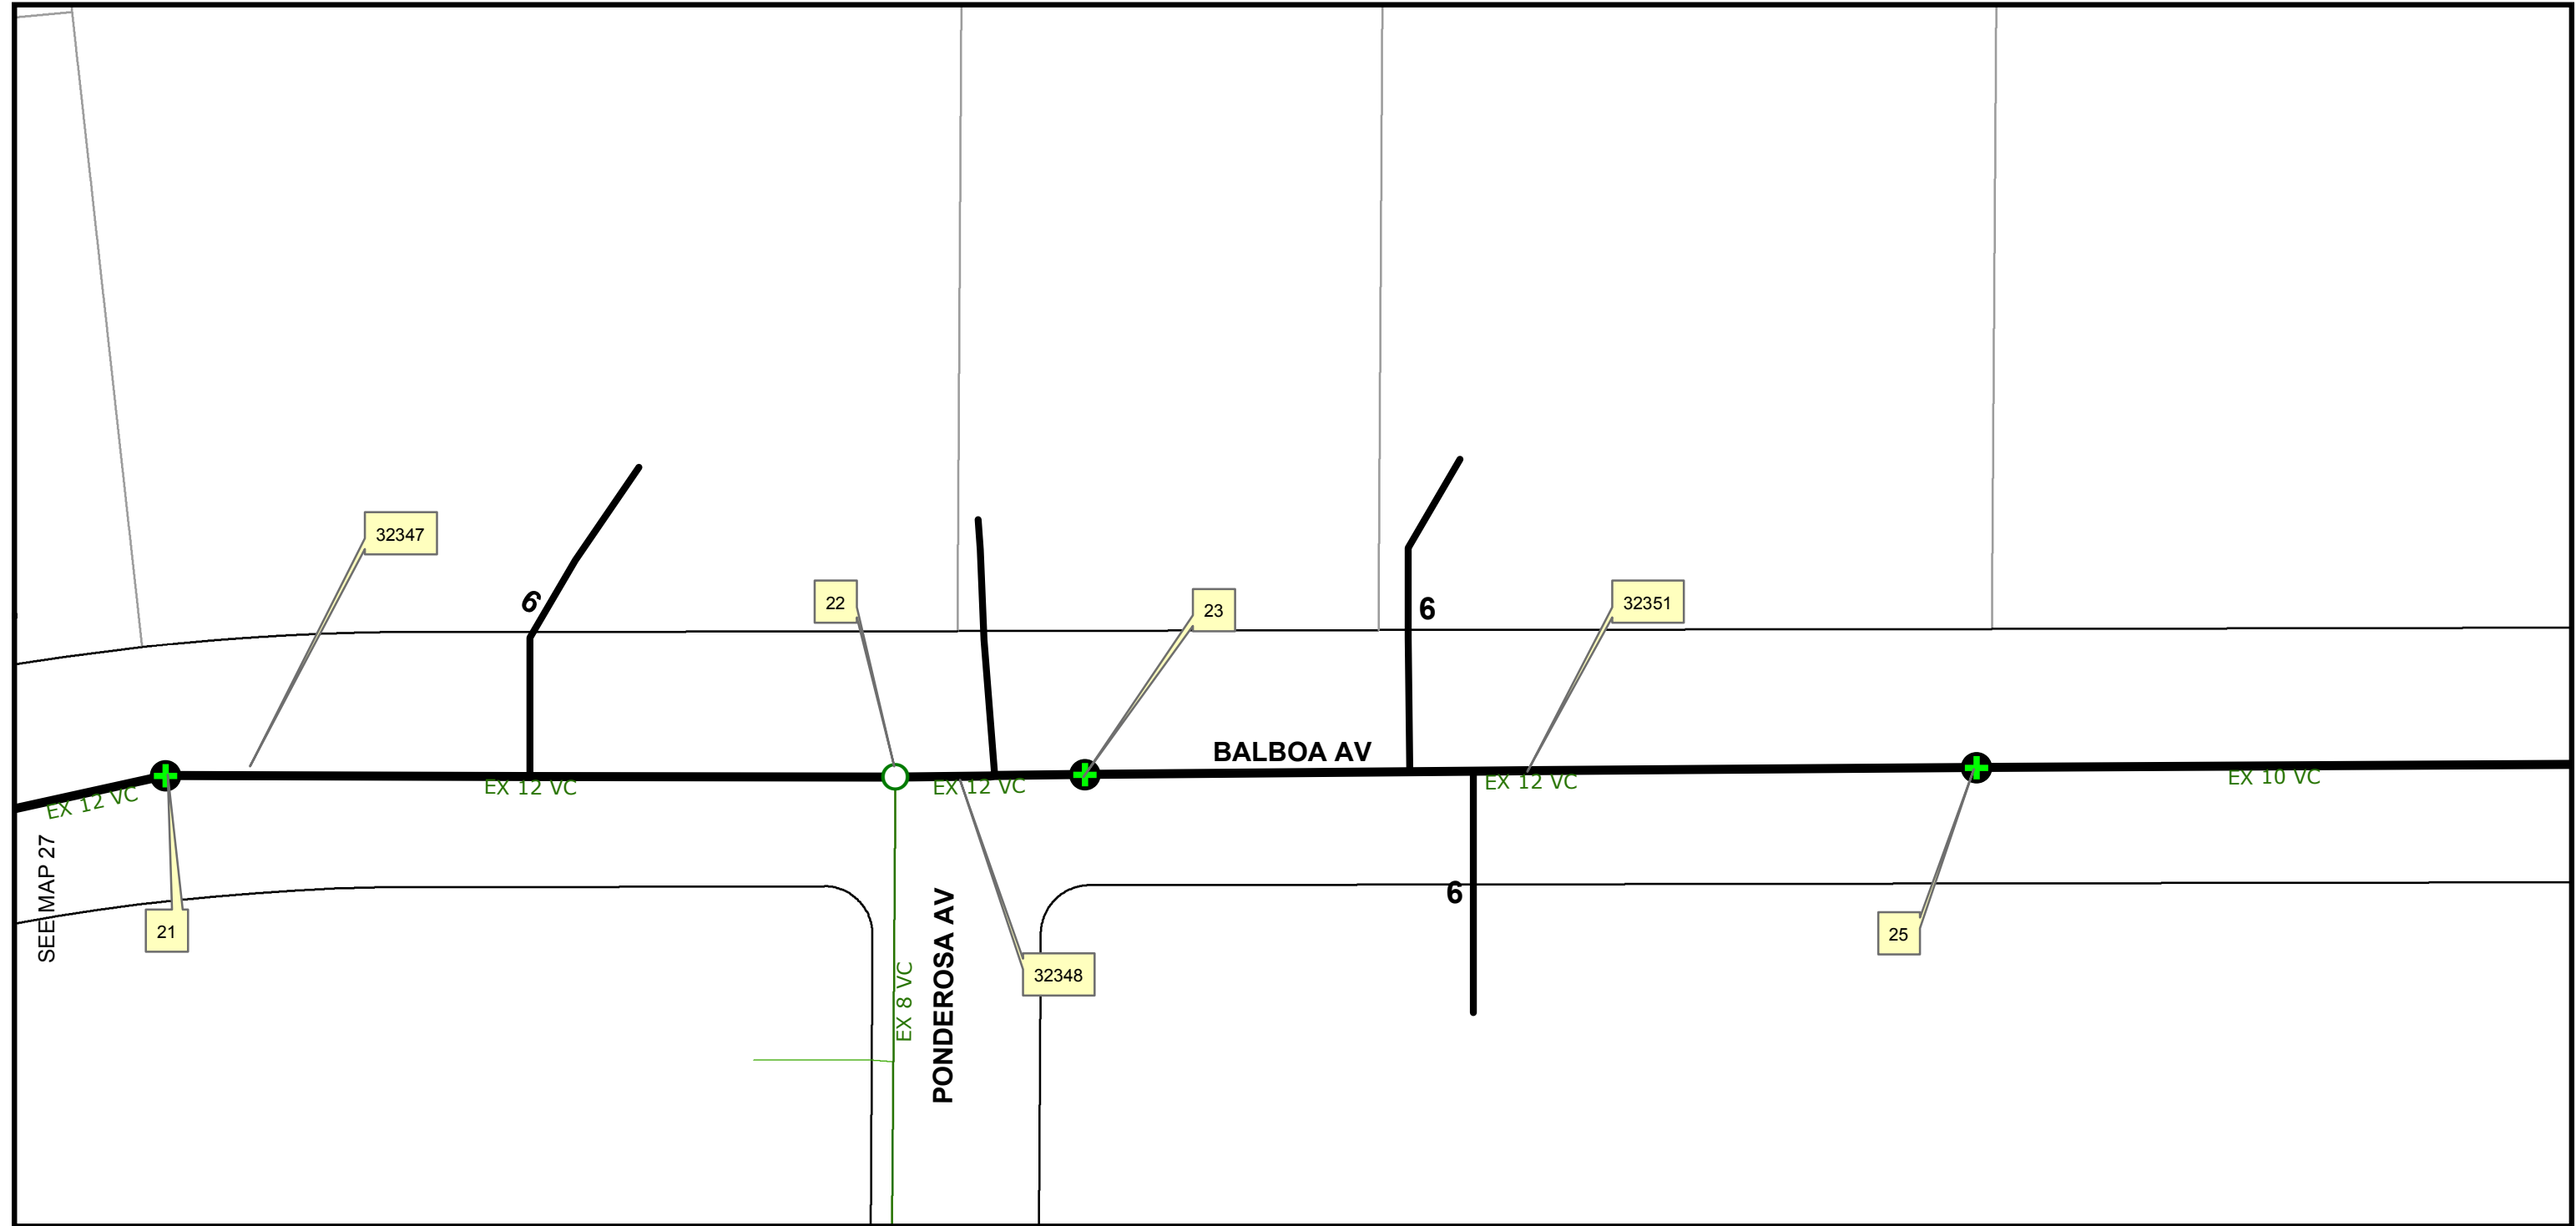 32347
6
22
23
6
32351
BALBOA AV
EX 12 VC
EX 12 VC
EX 12 VC
EX 12 VC
EX 10 VC
SEE MAP 27
21
6
25
32348
EX 8 VC
PONDEROSA AV